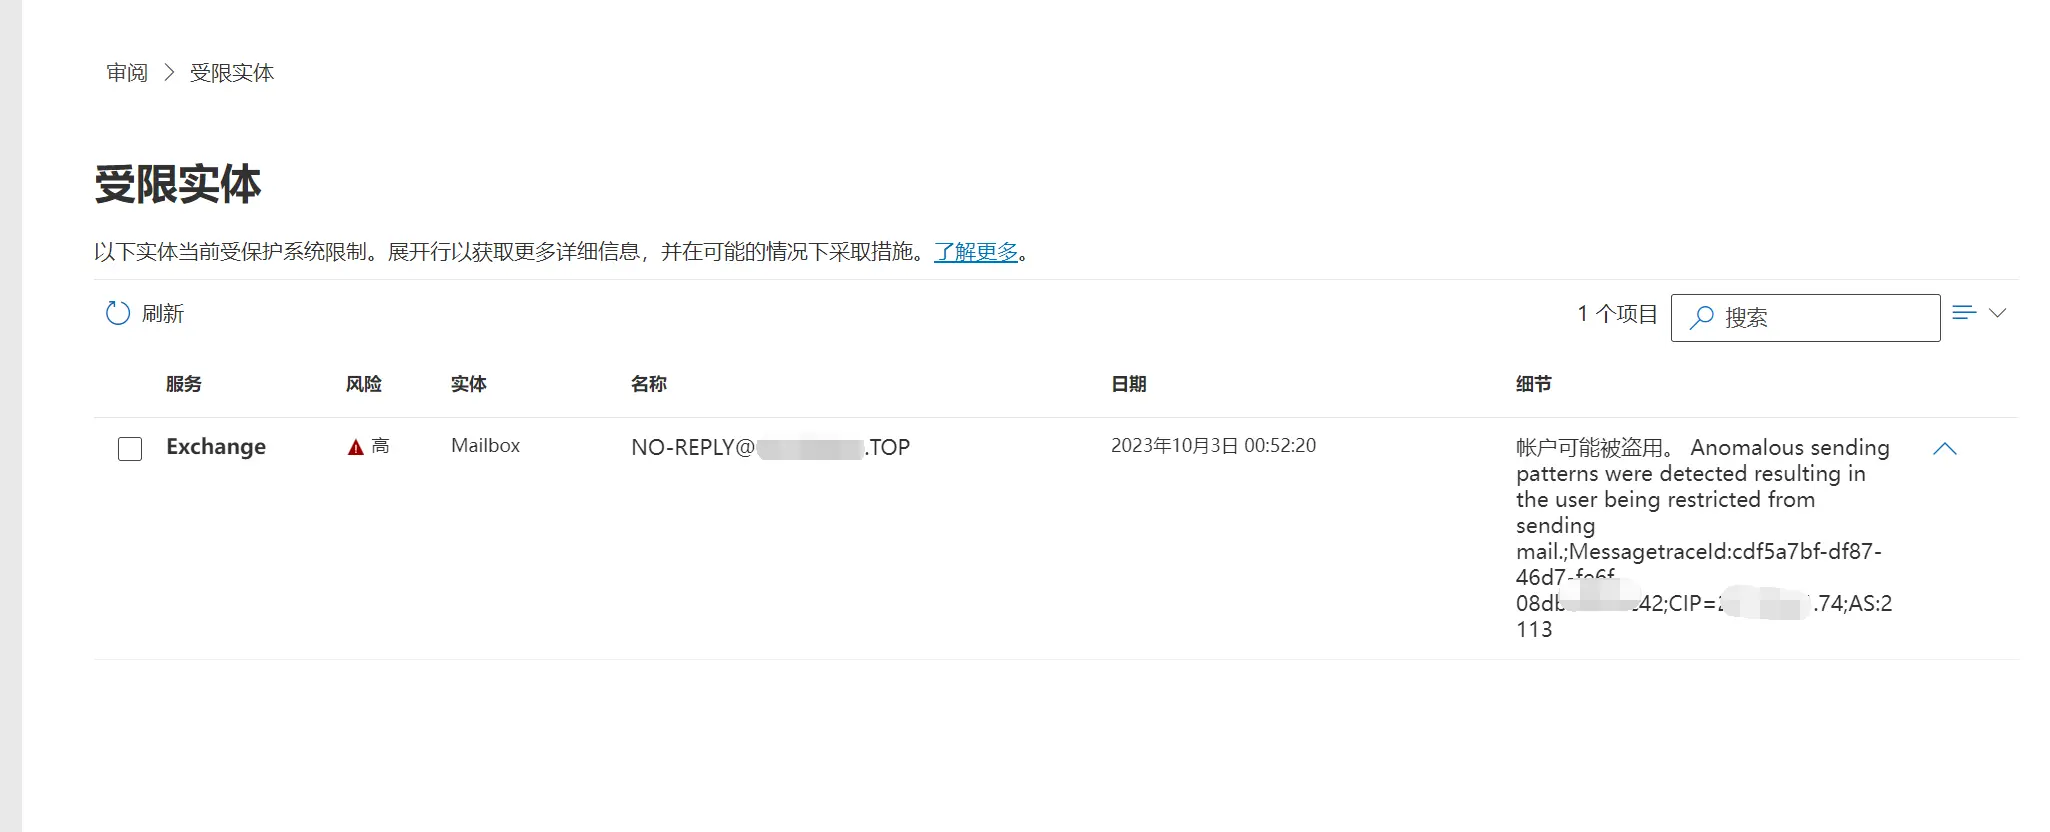 审阅 > 受限实体
受限实体
以下实体当前受保护系统限制。展开行以获取更多详细信息，并在可能的情况下采取措施。了解更多。
刷新
1 个项目
搜索
服务 风险 实体 名称 日期 细节
Exchange 高 Mailbox NO-REPLY@ .TOP 2023年10月3日 00:52:20
帐户可能被盗用。 Anomalous sending
patterns were detected resulting in
the user being restricted from
sending
mail.;MessagetraceId:cdf5a7bf-df87-
46d7-fe6f-
08db 42;CIP= .74;AS:2
113